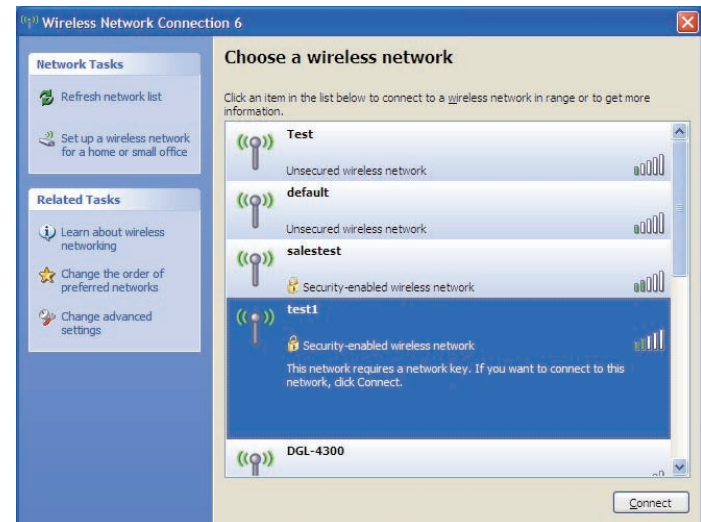 Wireless Network Connection 6
Network Tasks
Refresh network list
Set up a wireless network
for a home or small office
Related Tasks
Learn about wireless
networking
Change the order of
preferred networks
Change advanced
settings
Choose a wireless network
Click an item in the list below to connect to a wireless network in range or to get more
information.
Test
Unsecured wireless network
default
Unsecured wireless network
salestest
Security-enabled wireless network
test1
Security-enabled wireless network
This network requires a network key. If you want to connect to this
network, click Connect.
DGL-4300
Connect